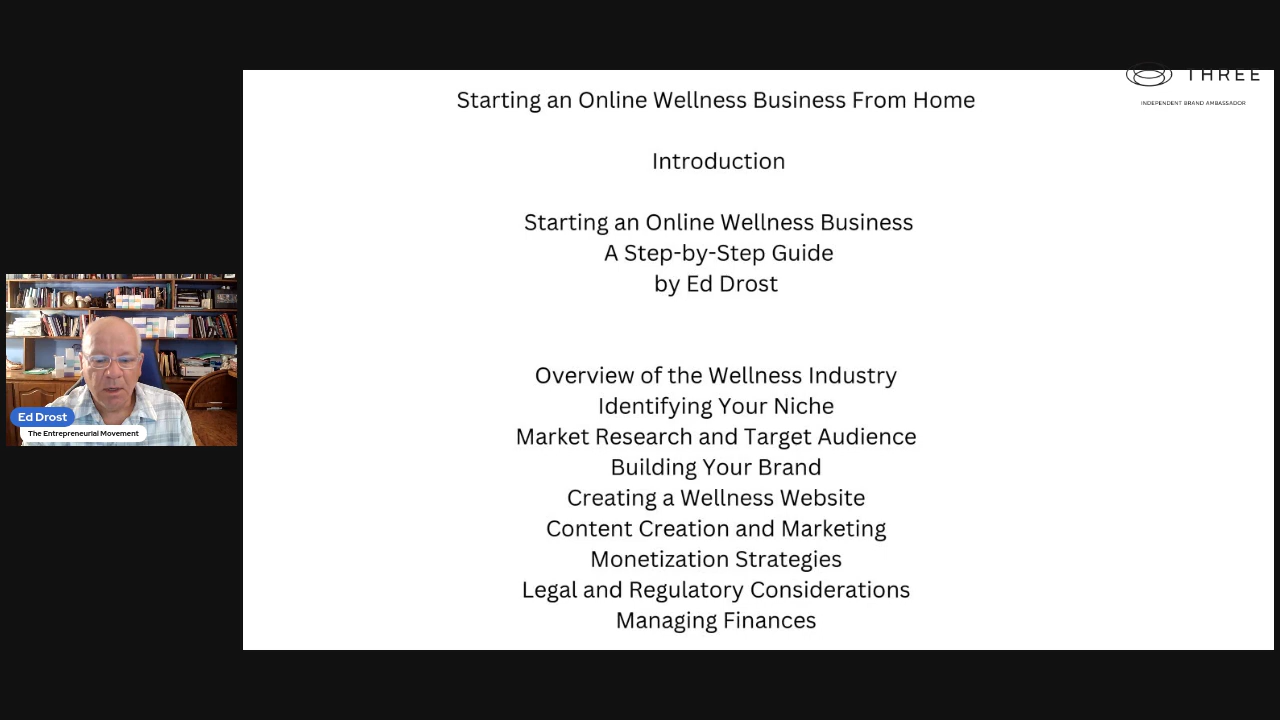 THREE
INDEPENDENT BRAND AMBASSADOR
Starting an Online Wellness Business From Home
Introduction
Starting an Online Wellness Business
A Step-by-Step Guide
by Ed Drost
Overview of the Wellness Industry
Identifying Your Niche
Market Research and Target Audience
Building Your Brand
Creating a Wellness Website
Content Creation and Marketing
Monetization Strategies
Legal and Regulatory Considerations
Managing Finances
Ed Drost
The Entrepreneurial Movement